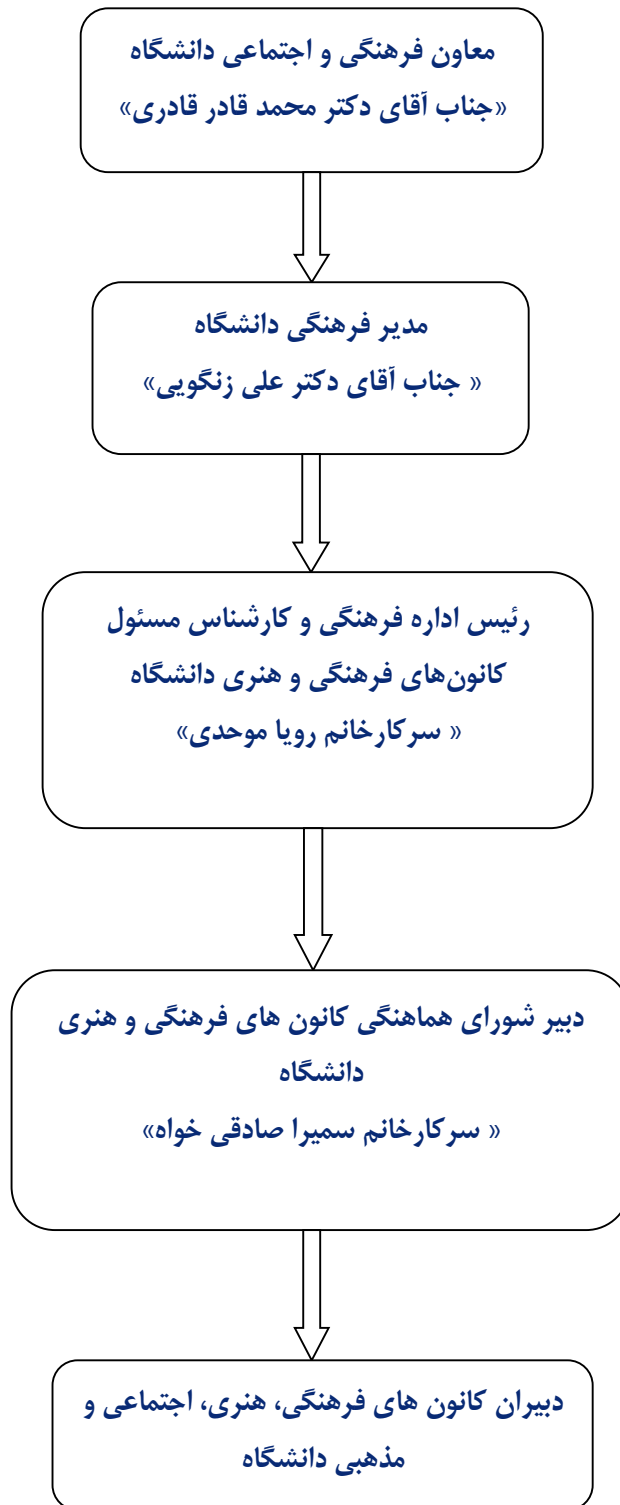 معاون فرهنگی و اجتماعی دانشگاه
«جناب آقای دکتر محمد قادر قادری»
مدیر فرهنگی دانشگاه
« جناب آقای دکتر علی زنگویی»
رئیس اداره فرهنگی و کارشناس مسئول
کانون‌های فرهنگی و هنری دانشگاه
« سرکارخانم رویا موحدی»
دبیر شورای هماهنگی کانون های فرهنگی و هنری
دانشگاه
« سرکارخانم سمیرا صادقی خواه»
دبیران کانون های فرهنگی، هنری، اجتماعی و
مذهبی دانشگاه